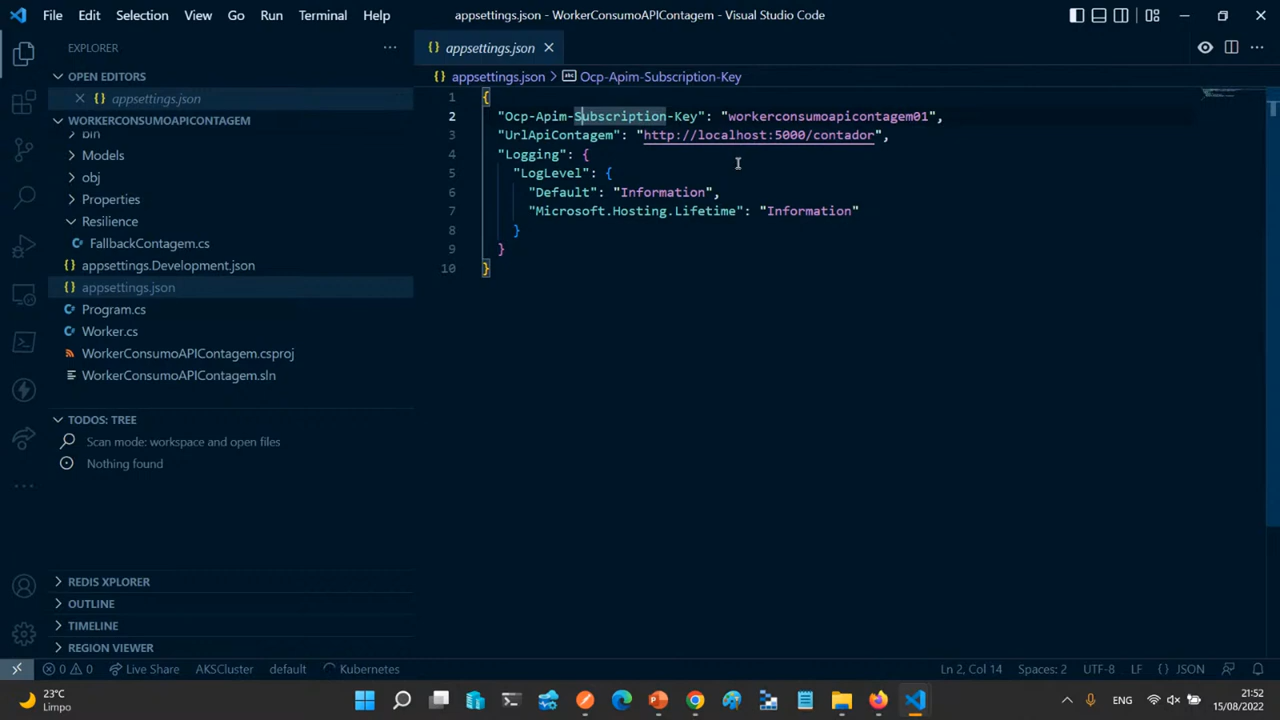 File Edit Selection View Go Run Terminal Help
appsettings.json - WorkerConsumoAPIContagem - Visual Studio Code
EXPLORER
OPEN EDITORS
appsettings.json
WORKERCONSUMOAPICONTAGEM
bin
Models
obj
Properties
Resilience
FallbackContagem.cs
appsettings.Development.json
appsettings.json
Program.cs
Worker.cs
WorkerConsumoAPIContagem.csproj
WorkerConsumoAPIContagem.sln
TODOS: TREE
Scan mode: workspace and open files
Nothing found
REDIS XPLORER
OUTLINE
TIMELINE
REGION VIEWER
appsettings.json
appsettings.json > Ocp-Apim-Subscription-Key
1 {
2 "Ocp-Apim-Subscription-Key": "workerconsumoapicontagem01",
3 "UrlApiContagem": "http://localhost:5000/contador",
4 "Logging": {
5 "LogLevel": {
6 "Default": "Information",
7 "Microsoft.Hosting.Lifetime": "Information"
8 }
9 }
10 }
0 0 Live Share AKSCluster default Kubernetes
Ln 2, Col 14 Spaces: 2 UTF-8 LF {} JSON
23°C
Limpo
ENG
21:52
15/08/2022